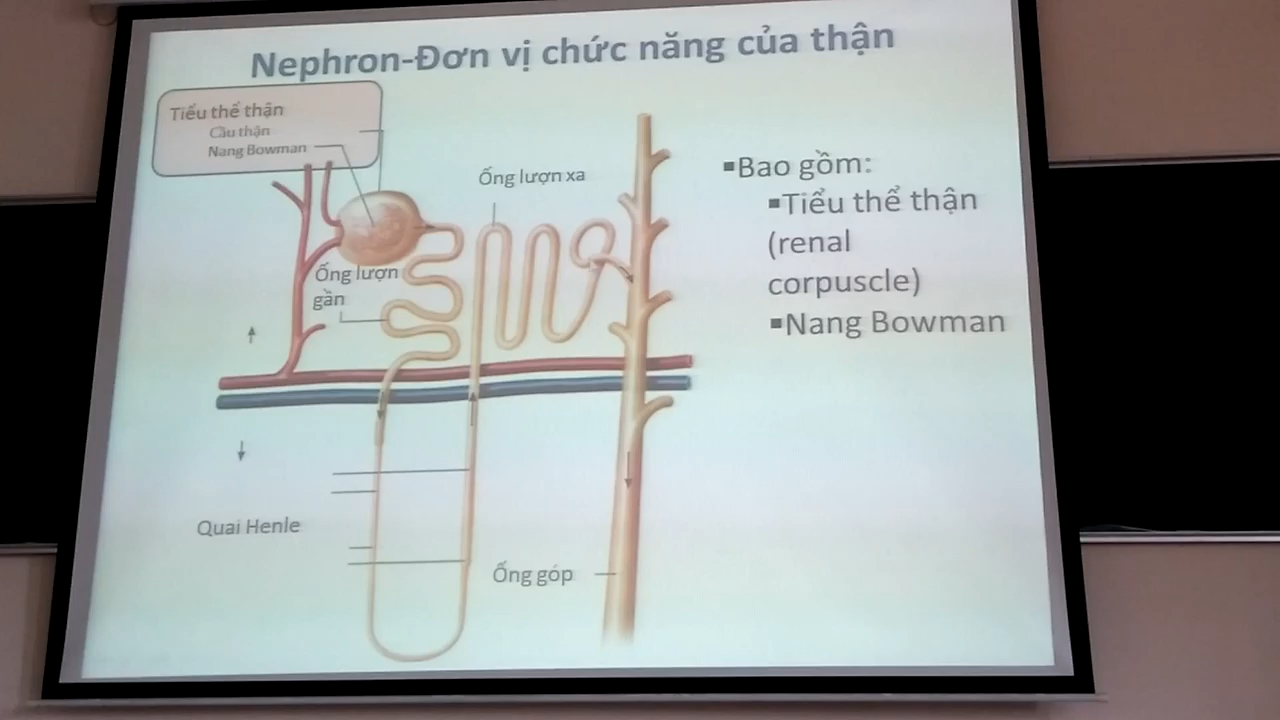 Nephron-Đơn vị chức năng của thận
Tiểu thể thận
Cầu thận
Nang Bowman
Ống lượn xa
Ống lượn
gần
Quai Henle
Ống góp
▪Bao gồm:
▪Tiểu thể thận
(renal
corpuscle)
▪Nang Bowman